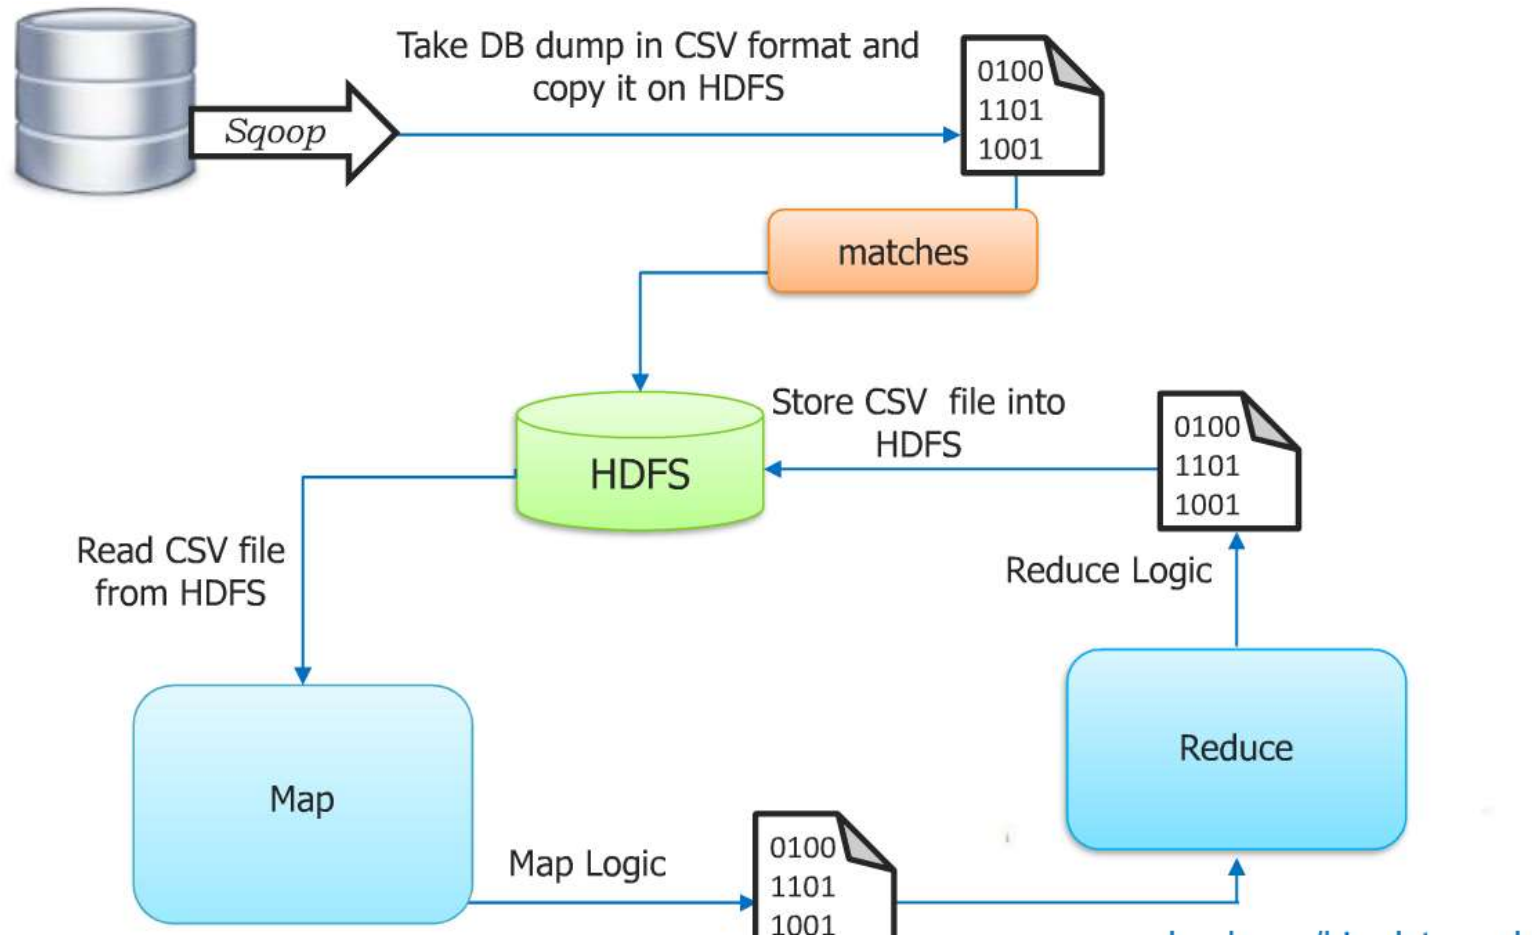 Take DB dump in CSV format and
copy it on HDFS
Sqoop
0100
1101
1001
matches
Store CSV  file into
HDFS
HDFS
0100
1101
1001
Read CSV file
from HDFS
Reduce Logic
Reduce
Map
Map Logic
0100
1101
1001